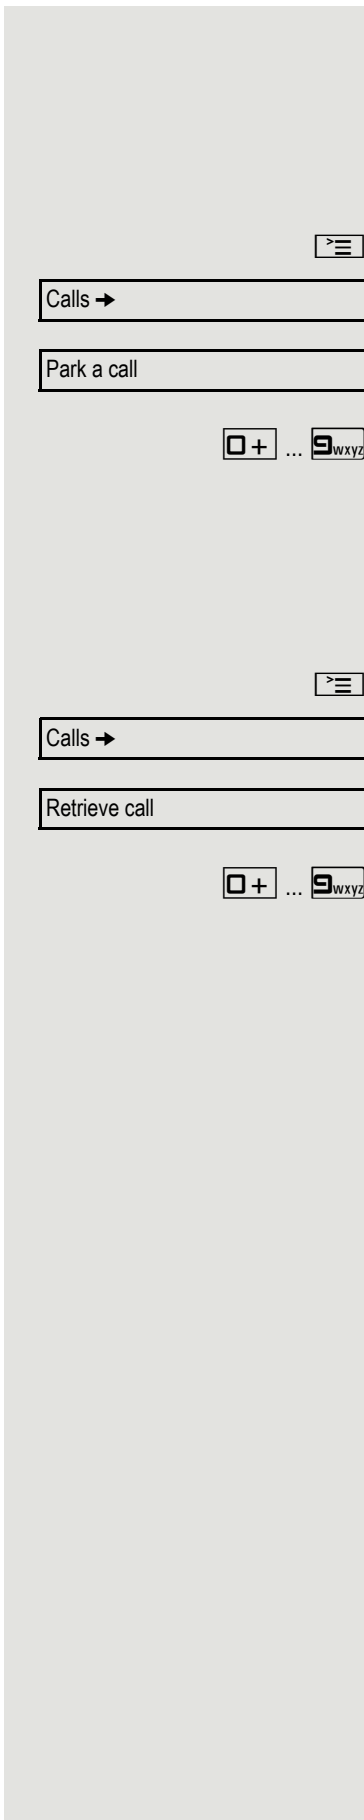 >
Calls →
Park a call
0 + ... 9wxyz
>
Calls →
Retrieve call
0 + ... 9wxyz